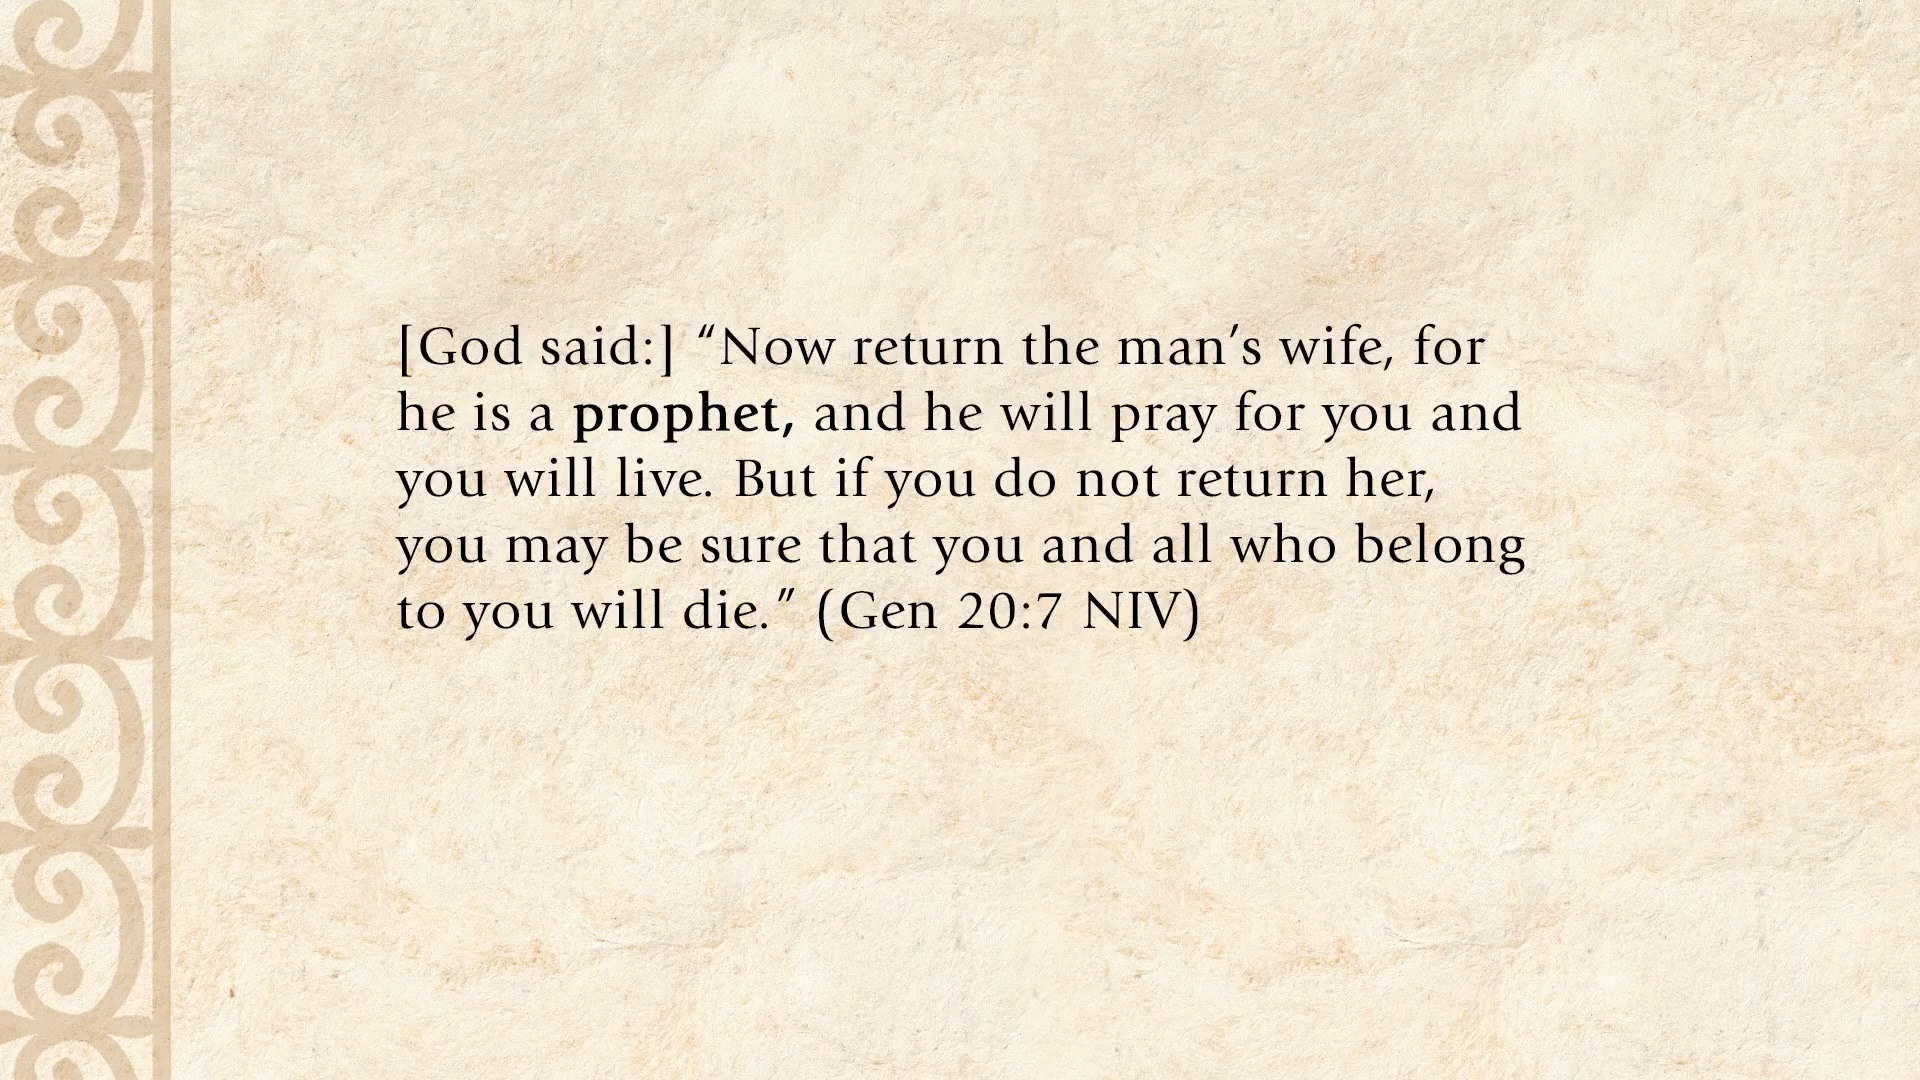 [God said:] “Now return the man’s wife, for
he is a prophet, and he will pray for you and
you will live. But if you do not return her,
you may be sure that you and all who belong
to you will die.” (Gen 20:7 NIV)